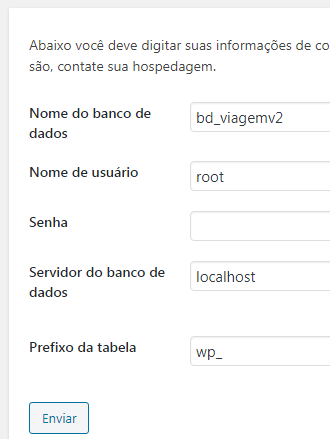 Abaixo você deve digitar suas informações de co
são, contate sua hospedagem.
Nome do banco de
dados
bd_viagemv2
Nome de usuário
root
Senha
Servidor do banco de
dados
localhost
Prefixo da tabela
wp_
Enviar